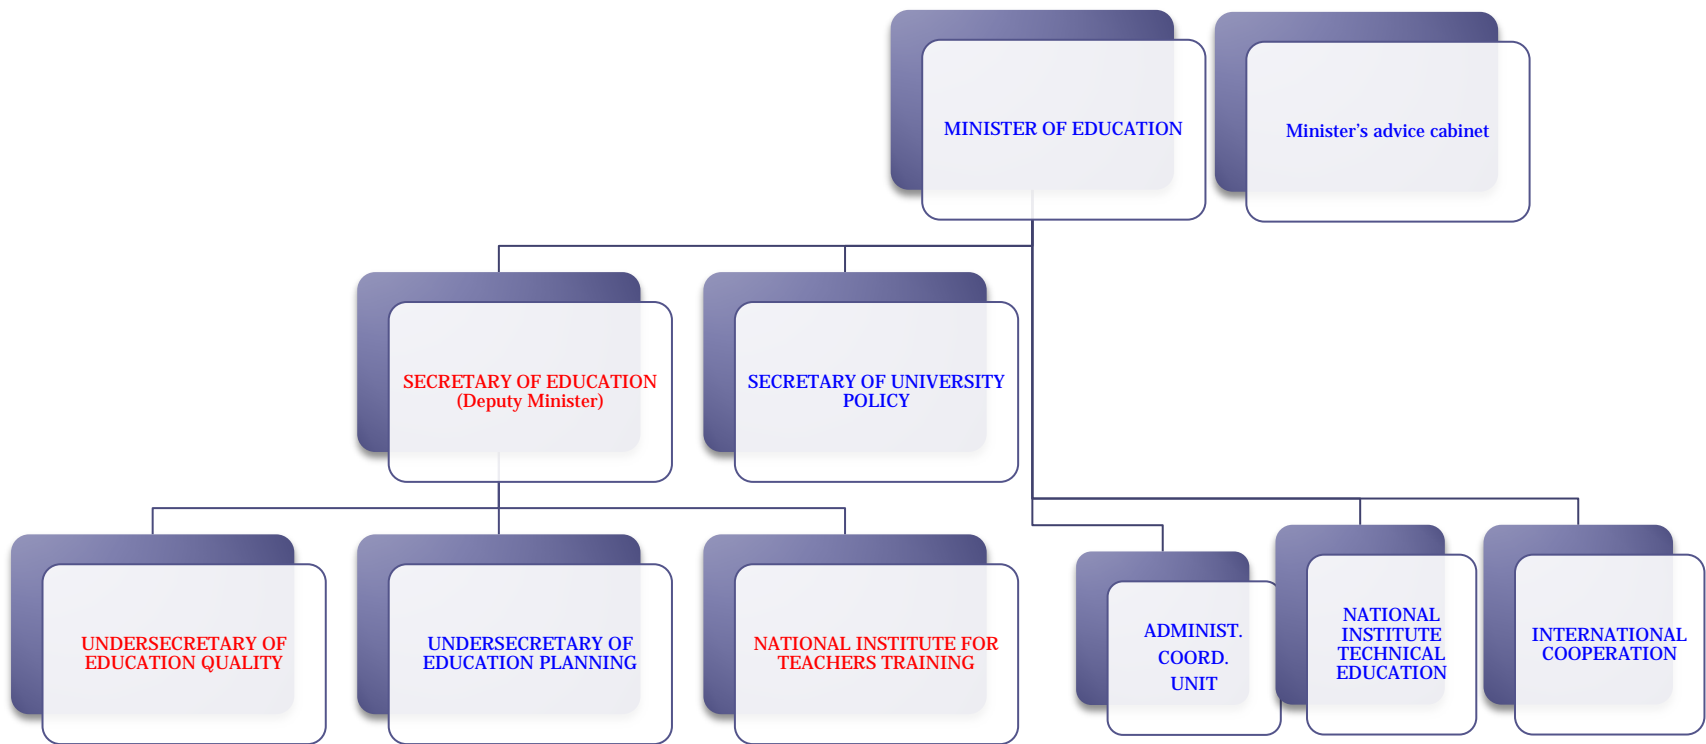 MINISTER OF EDUCATION
Minister's advice cabinet
SECRETARY OF EDUCATION
(Deputy Minister)
SECRETARY OF UNIVERSITY
POLICY
UNDERSECRETARY OF
EDUCATION QUALITY
UNDERSECRETARY OF
EDUCATION PLANNING
NATIONAL INSTITUTE FOR
TEACHERS TRAINING
ADMINIST.
COORD.
UNIT
NATIONAL
INSTITUTE
TECHNICAL
EDUCATION
INTERNATIONAL
COOPERATION